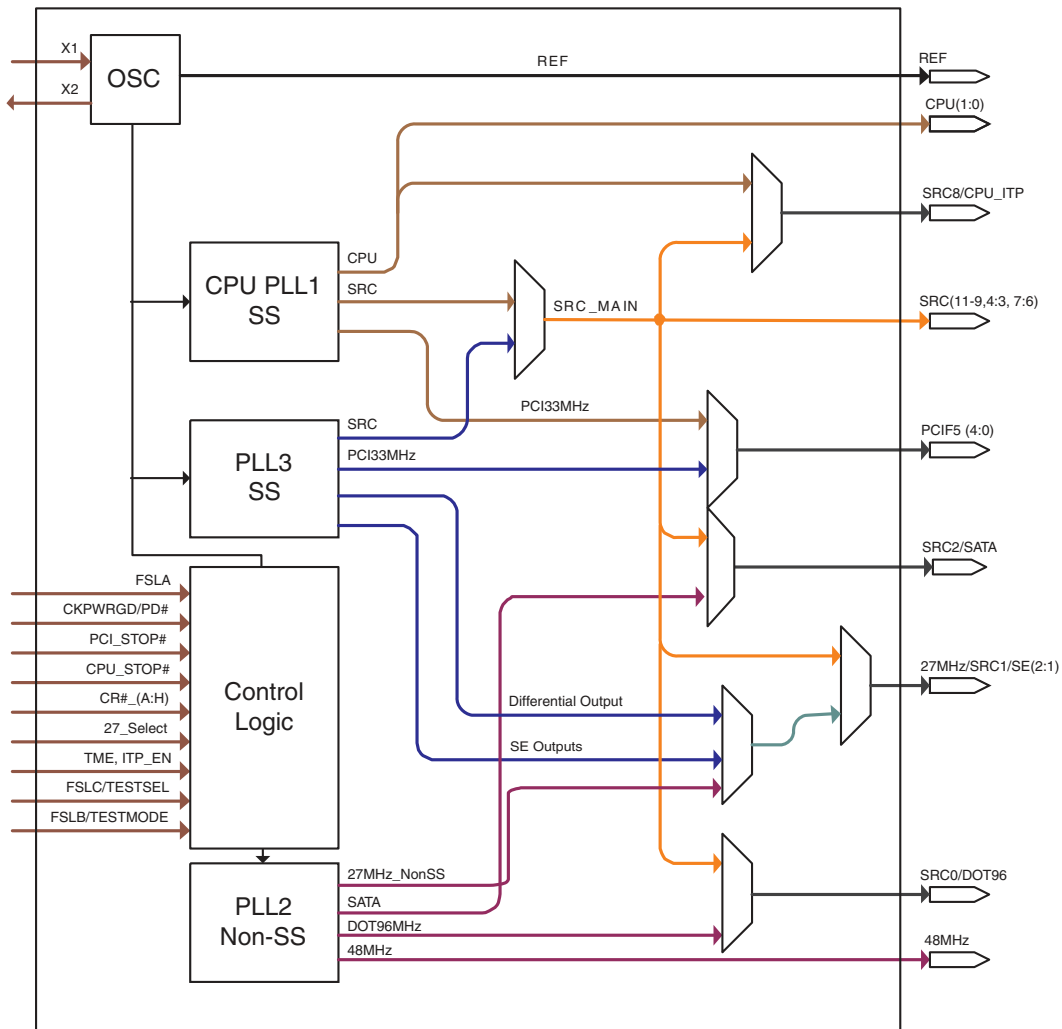 X1
X2
OSC
REF
REF
CPU(1:0)
SRC8/CPU_ITP
CPU PLL1
SS
CPU
SRC
SRC_MAIN
SRC(11-9,4:3, 7:6)
PCI33MHz
PLL3
SS
SRC
PCI33MHz
PCIF5 (4:0)
SRC2/SATA
FSLA
CKPWRGD/PD#
PCI_STOP#
CPU_STOP#
CR#_(A:H)
27_Select
TME, ITP_EN
FSLC/TESTSEL
FSLB/TESTMODE
Control
Logic
Differential Output
SE Outputs
27MHz/SRC1/SE(2:1)
PLL2
Non-SS
27MHz_NonSS
SATA
DOT96MHz
48MHz
SRC0/DOT96
48MHz